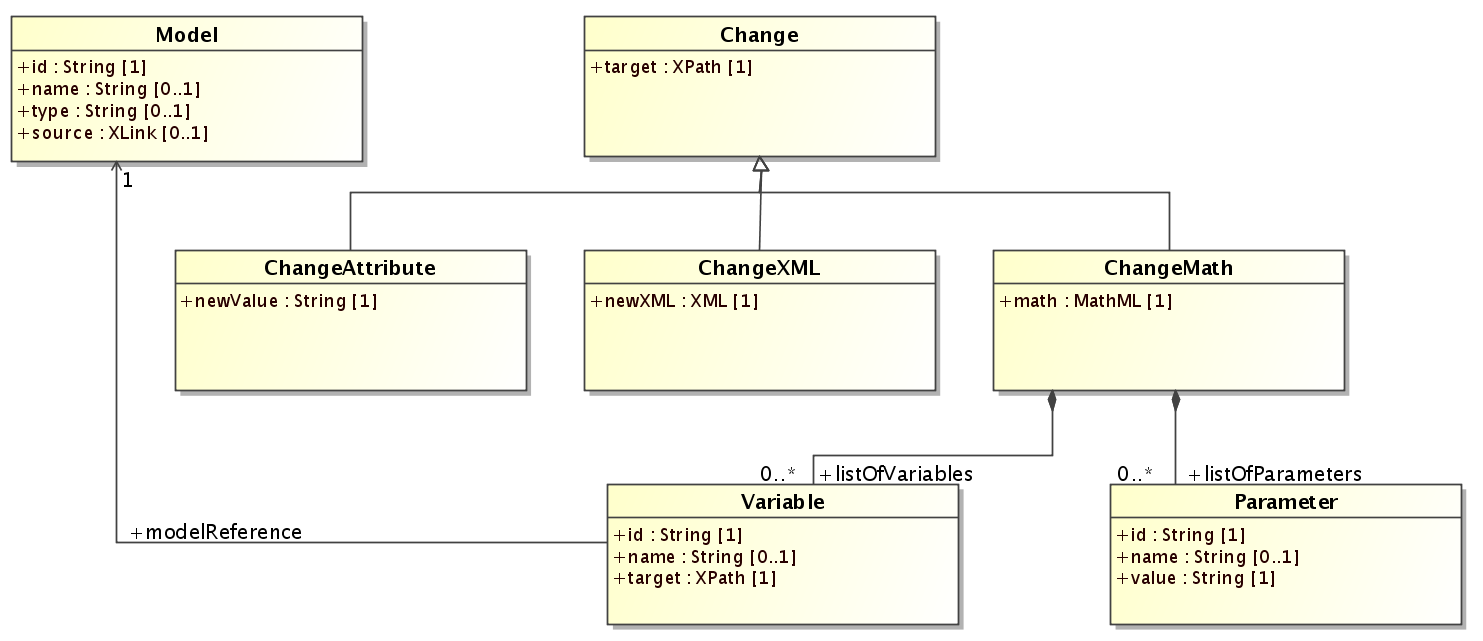 Model
+id : String [1]
+name : String [0..1]
+type : String [0..1]
+source : XLink [0..1]
Change
+target : XPath [1]
1
ChangeAttribute
+newValue : String [1]
ChangeXML
+newXML : XML [1]
ChangeMath
+math : MathML [1]
0..* +listOfVariables
0..* +listOfParameters
+modelReference
Variable
+id : String [1]
+name : String [0..1]
+target : XPath [1]
Parameter
+id : String [1]
+name : String [0..1]
+value : String [1]